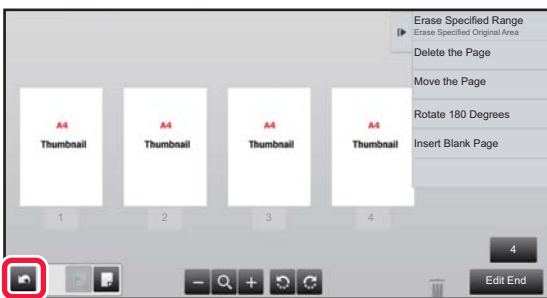 Erase Specified Range
Erase Specified Original Area
Delete the Page
Move the Page
Rotate 180 Degrees
Insert Blank Page
A4 A4 A4 A4
Thumbnail Thumbnail Thumbnail Thumbnail
1 2 3 4
4
Edit End